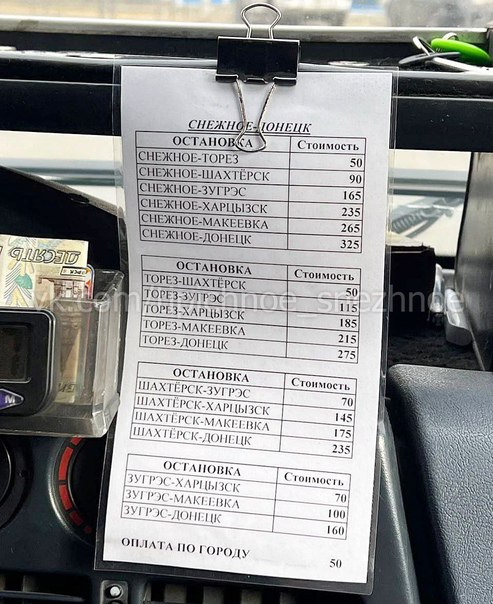 СНЕЖНОЕ-ДОНЕЦК
ОСТАНОВКА Стоимость
СНЕЖНОЕ-ТОРЕЗ 50
СНЕЖНОЕ-ШАХТЁРСК 90
СНЕЖНОЕ-ЗУГРЭС 165
СНЕЖНОЕ-ХАРЦЫЗСК 235
СНЕЖНОЕ-МАКЕЕВКА 265
СНЕЖНОЕ-ДОНЕЦК 325
ОСТАНОВКА Стоимость
ТОРЕЗ-ШАХТЁРСК 50
ТОРЕЗ-ЗУГРЭС 115
ТОРЕЗ-ХАРЦЫЗСК 185
ТОРЕЗ-МАКЕЕВКА 215
ТОРЕЗ-ДОНЕЦК 275
ОСТАНОВКА Стоимость
ШАХТЁРСК-ЗУГРЭС 70
ШАХТЁРСК-ХАРЦЫЗСК 145
ШАХТЁРСК-МАКЕЕВКА 175
ШАХТЁРСК-ДОНЕЦК 235
ОСТАНОВКА Стоимость
ЗУГРЭС-ХАРЦЫЗСК 70
ЗУГРЭС-МАКЕЕВКА 100
ЗУГРЭС-ДОНЕЦК 160
ОПЛАТА ПО ГОРОДУ 50
ДЕСЯТЬ
M